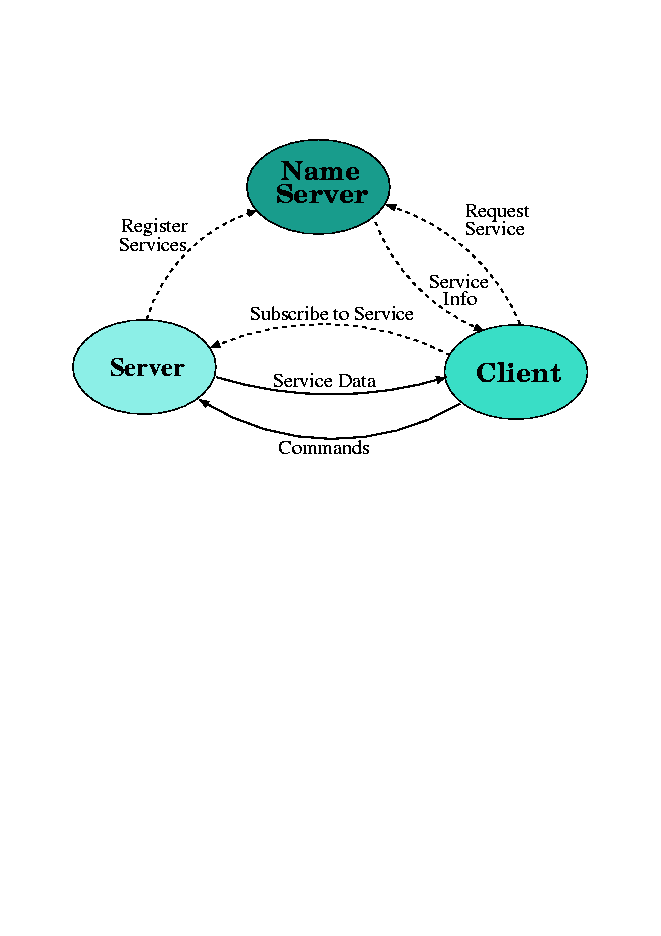 Name
Server
Register
Services
Request
Service
Service
Info
Subscribe to Service
Server
Client
Service Data
Commands